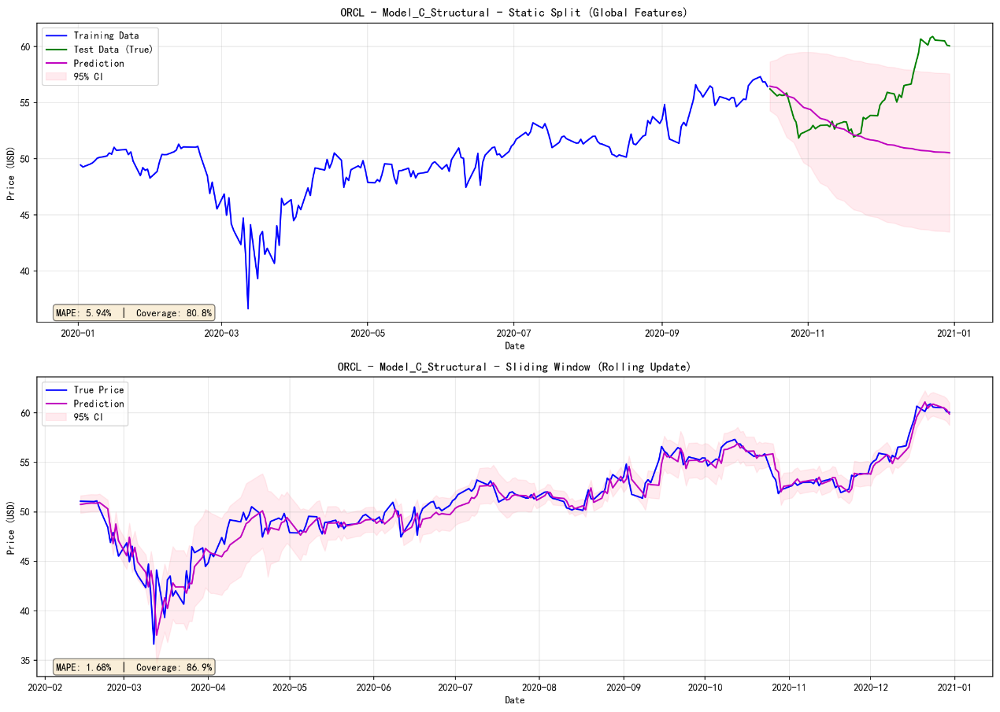 ORCL - Model_C_Structural - Static Split (Global Features)
Training Data
Test Data (True)
Prediction
95% CI
60
55
50
45
40
Price (USD)
MAPE: 5.94% | Coverage: 80.8%
2020-01 2020-03 2020-05 2020-07 2020-09 2020-11 2021-01
Date
ORCL - Model_C_Structural - Sliding Window (Rolling Update)
True Price
Prediction
95% CI
60
55
50
45
40
35
Price (USD)
MAPE: 1.68% | Coverage: 86.9%
2020-02 2020-03 2020-04 2020-05 2020-06 2020-07 2020-08 2020-09 2020-10 2020-11 2020-12 2021-01
Date